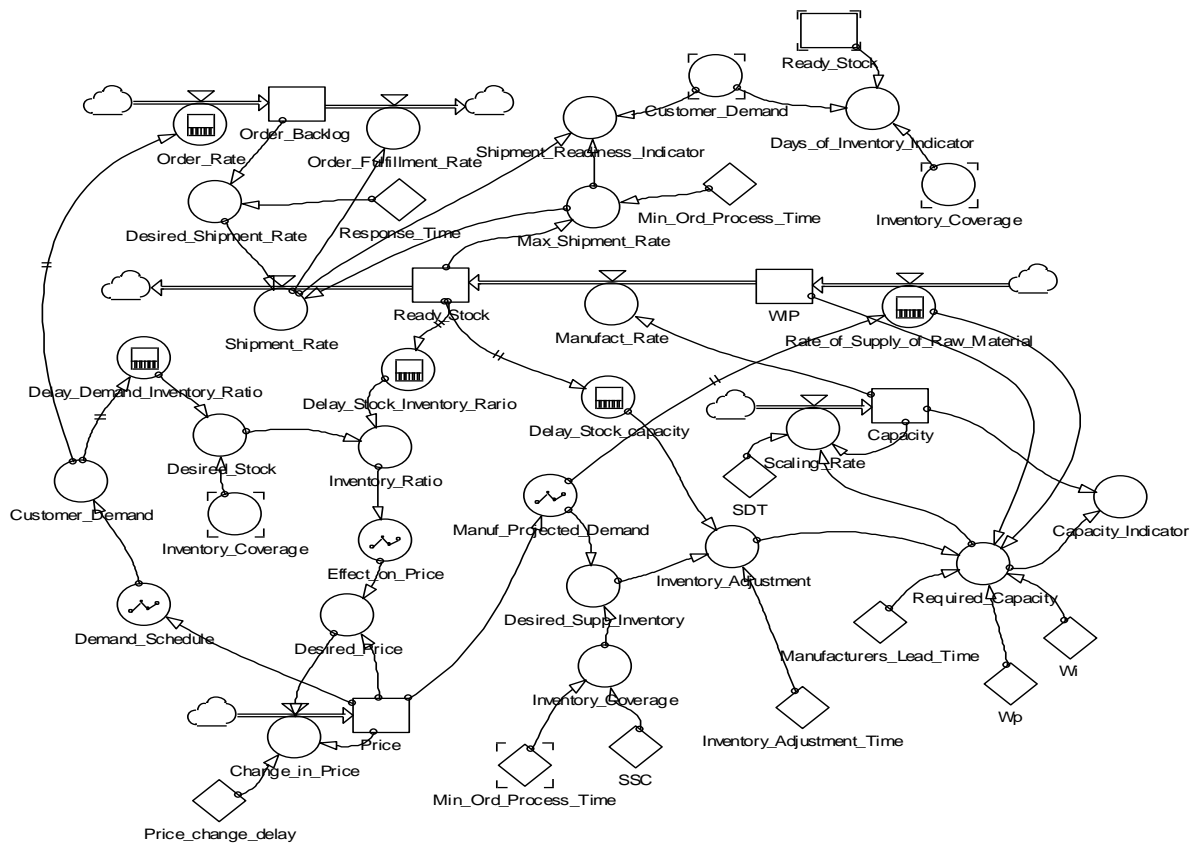 Ready_Stock
Customer_Demand
Order_Backlog
Order_Rate
Order_Fulfillment_Rate
Shipment_Readiness_Indicator
Days_of_Inventory_Indicator
Desired_Shipment_Rate
Response_Time
Max_Shipment_Rate
Min_Ord_Process_Time
Inventory_Coverage
Shipment_Rate
Ready_Stock
Manufact_Rate
WIP
Rate_of_Supply_of_Raw_Material
Delay_Demand_Inventory_Ratio
Delay_Stock_Inventory_Rario
Delay_Stock_capacity
Capacity
Desired_Stock
Inventory_Ratio
Scaling_Rate
SDT
Customer_Demand
Inventory_Coverage
Manuf_Projected_Demand
Capacity_Indicator
Effect_on_Price
Inventory_Adjustment
Required_Capacity
Demand_Schedule
Desired_Price
Desired_Supp_Inventory
Manufacturers_Lead_Time
Wi
Inventory_Coverage
Wp
Price
Inventory_Adjustment_Time
Change_in_Price
SSC
Min_Ord_Process_Time
Price_change_delay